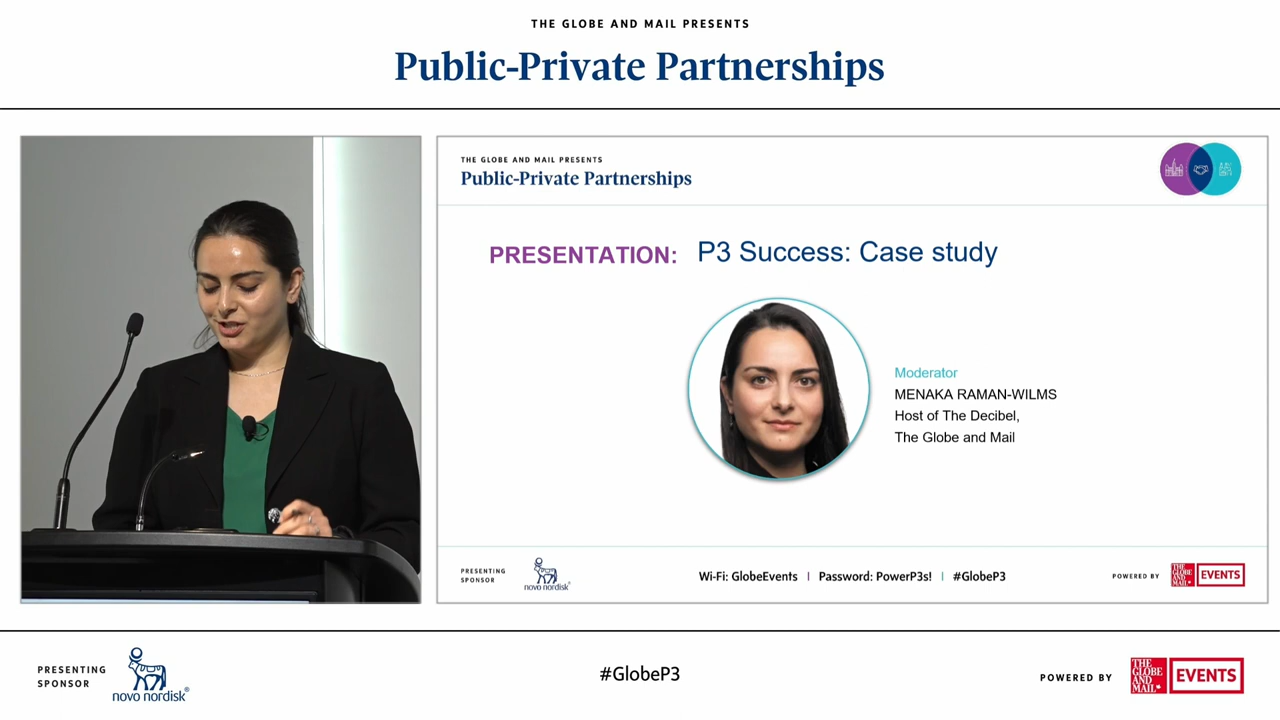 THE GLOBE AND MAIL PRESENTS
Public-Private Partnerships
THE GLOBE AND MAIL PRESENTS
Public-Private Partnerships
PRESENTATION: P3 Success: Case study
Moderator
MENAKA RAMAN-WILMS
Host of The Decibel,
The Globe and Mail
PRESENTING
SPONSOR
novo nordisk®
Wi-Fi: GlobeEvents | Password: PowerP3s! | #GlobeP3
POWERED BY
THE
GLOBE
AND
MAIL
EVENTS
PRESENTING
SPONSOR
novo nordisk®
#GlobeP3
POWERED BY
THE
GLOBE
AND
MAIL
EVENTS